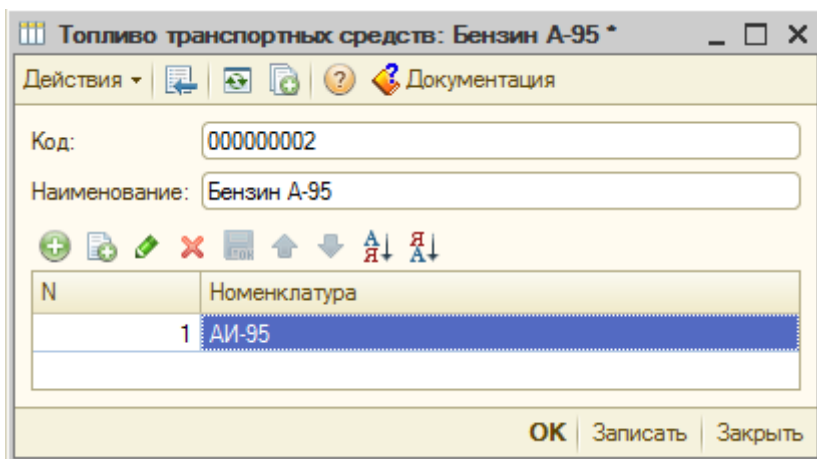 Топливо транспортных средств: Бензин А-95 *
Действия Документация
Код: 000000002
Наименование: Бензин А-95
N Номенклатура
1 АИ-95
OK Записать Закрыть